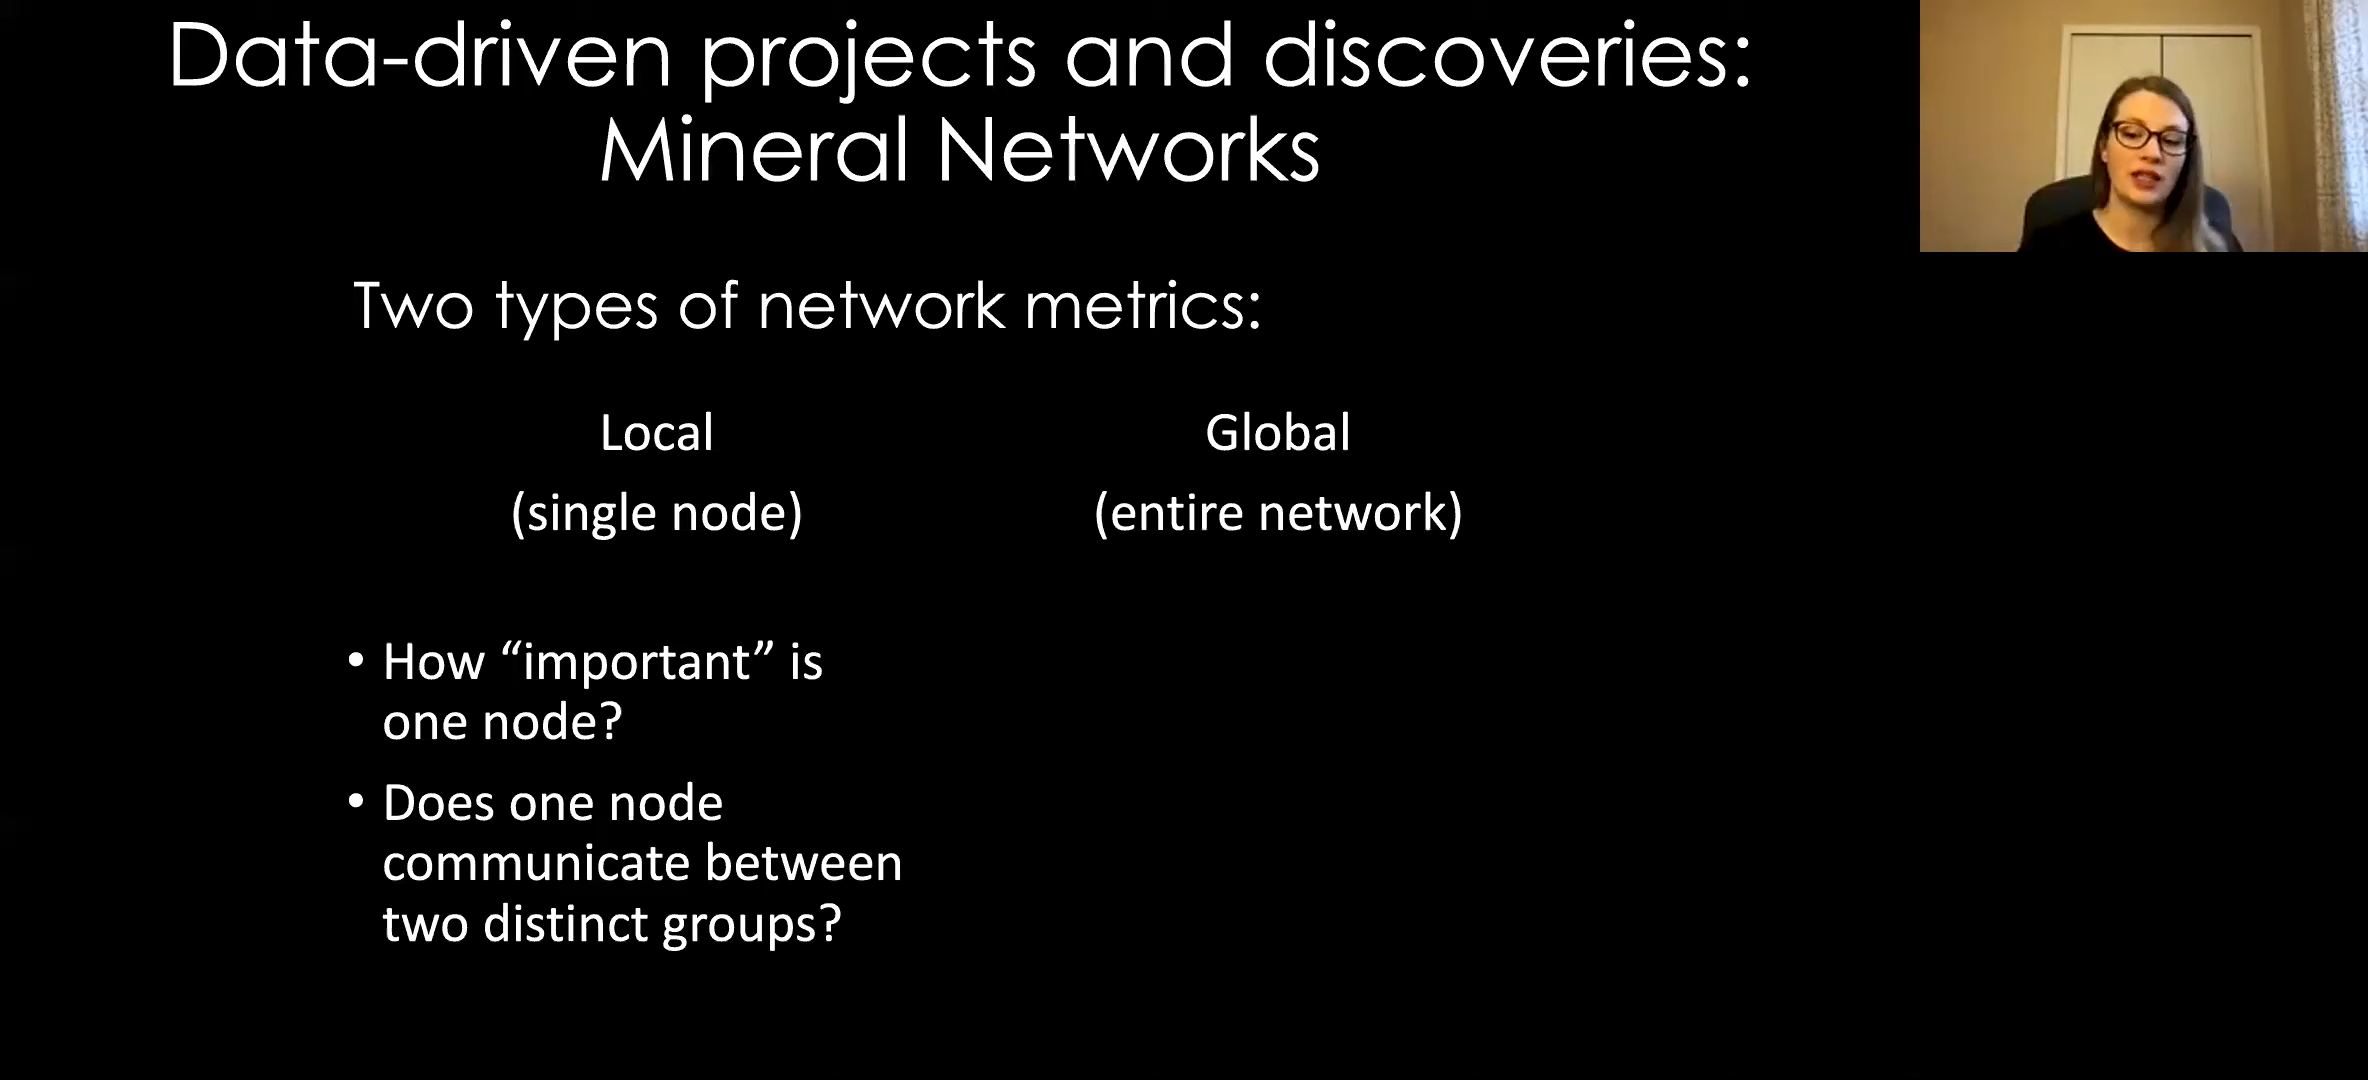 Data-driven projects and discoveries:
Mineral Networks
Two types of network metrics:
Local
(single node)
• How “important” is
one node?
• Does one node
communicate between
two distinct groups?
Global
(entire network)